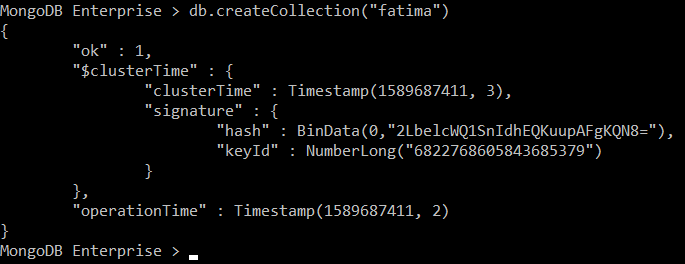 MongoDB Enterprise > db.createCollection("fatima")
{
        "ok" : 1,
        "$clusterTime" : {
                "clusterTime" : Timestamp(1589687411, 3),
                "signature" : {
                        "hash" : BinData(0,"2LbelcWQ1SnIdhEQKuupAFgKQN8="),
                        "keyId" : NumberLong("6822768605843685379")
                }
        },
        "operationTime" : Timestamp(1589687411, 2)
}
MongoDB Enterprise >